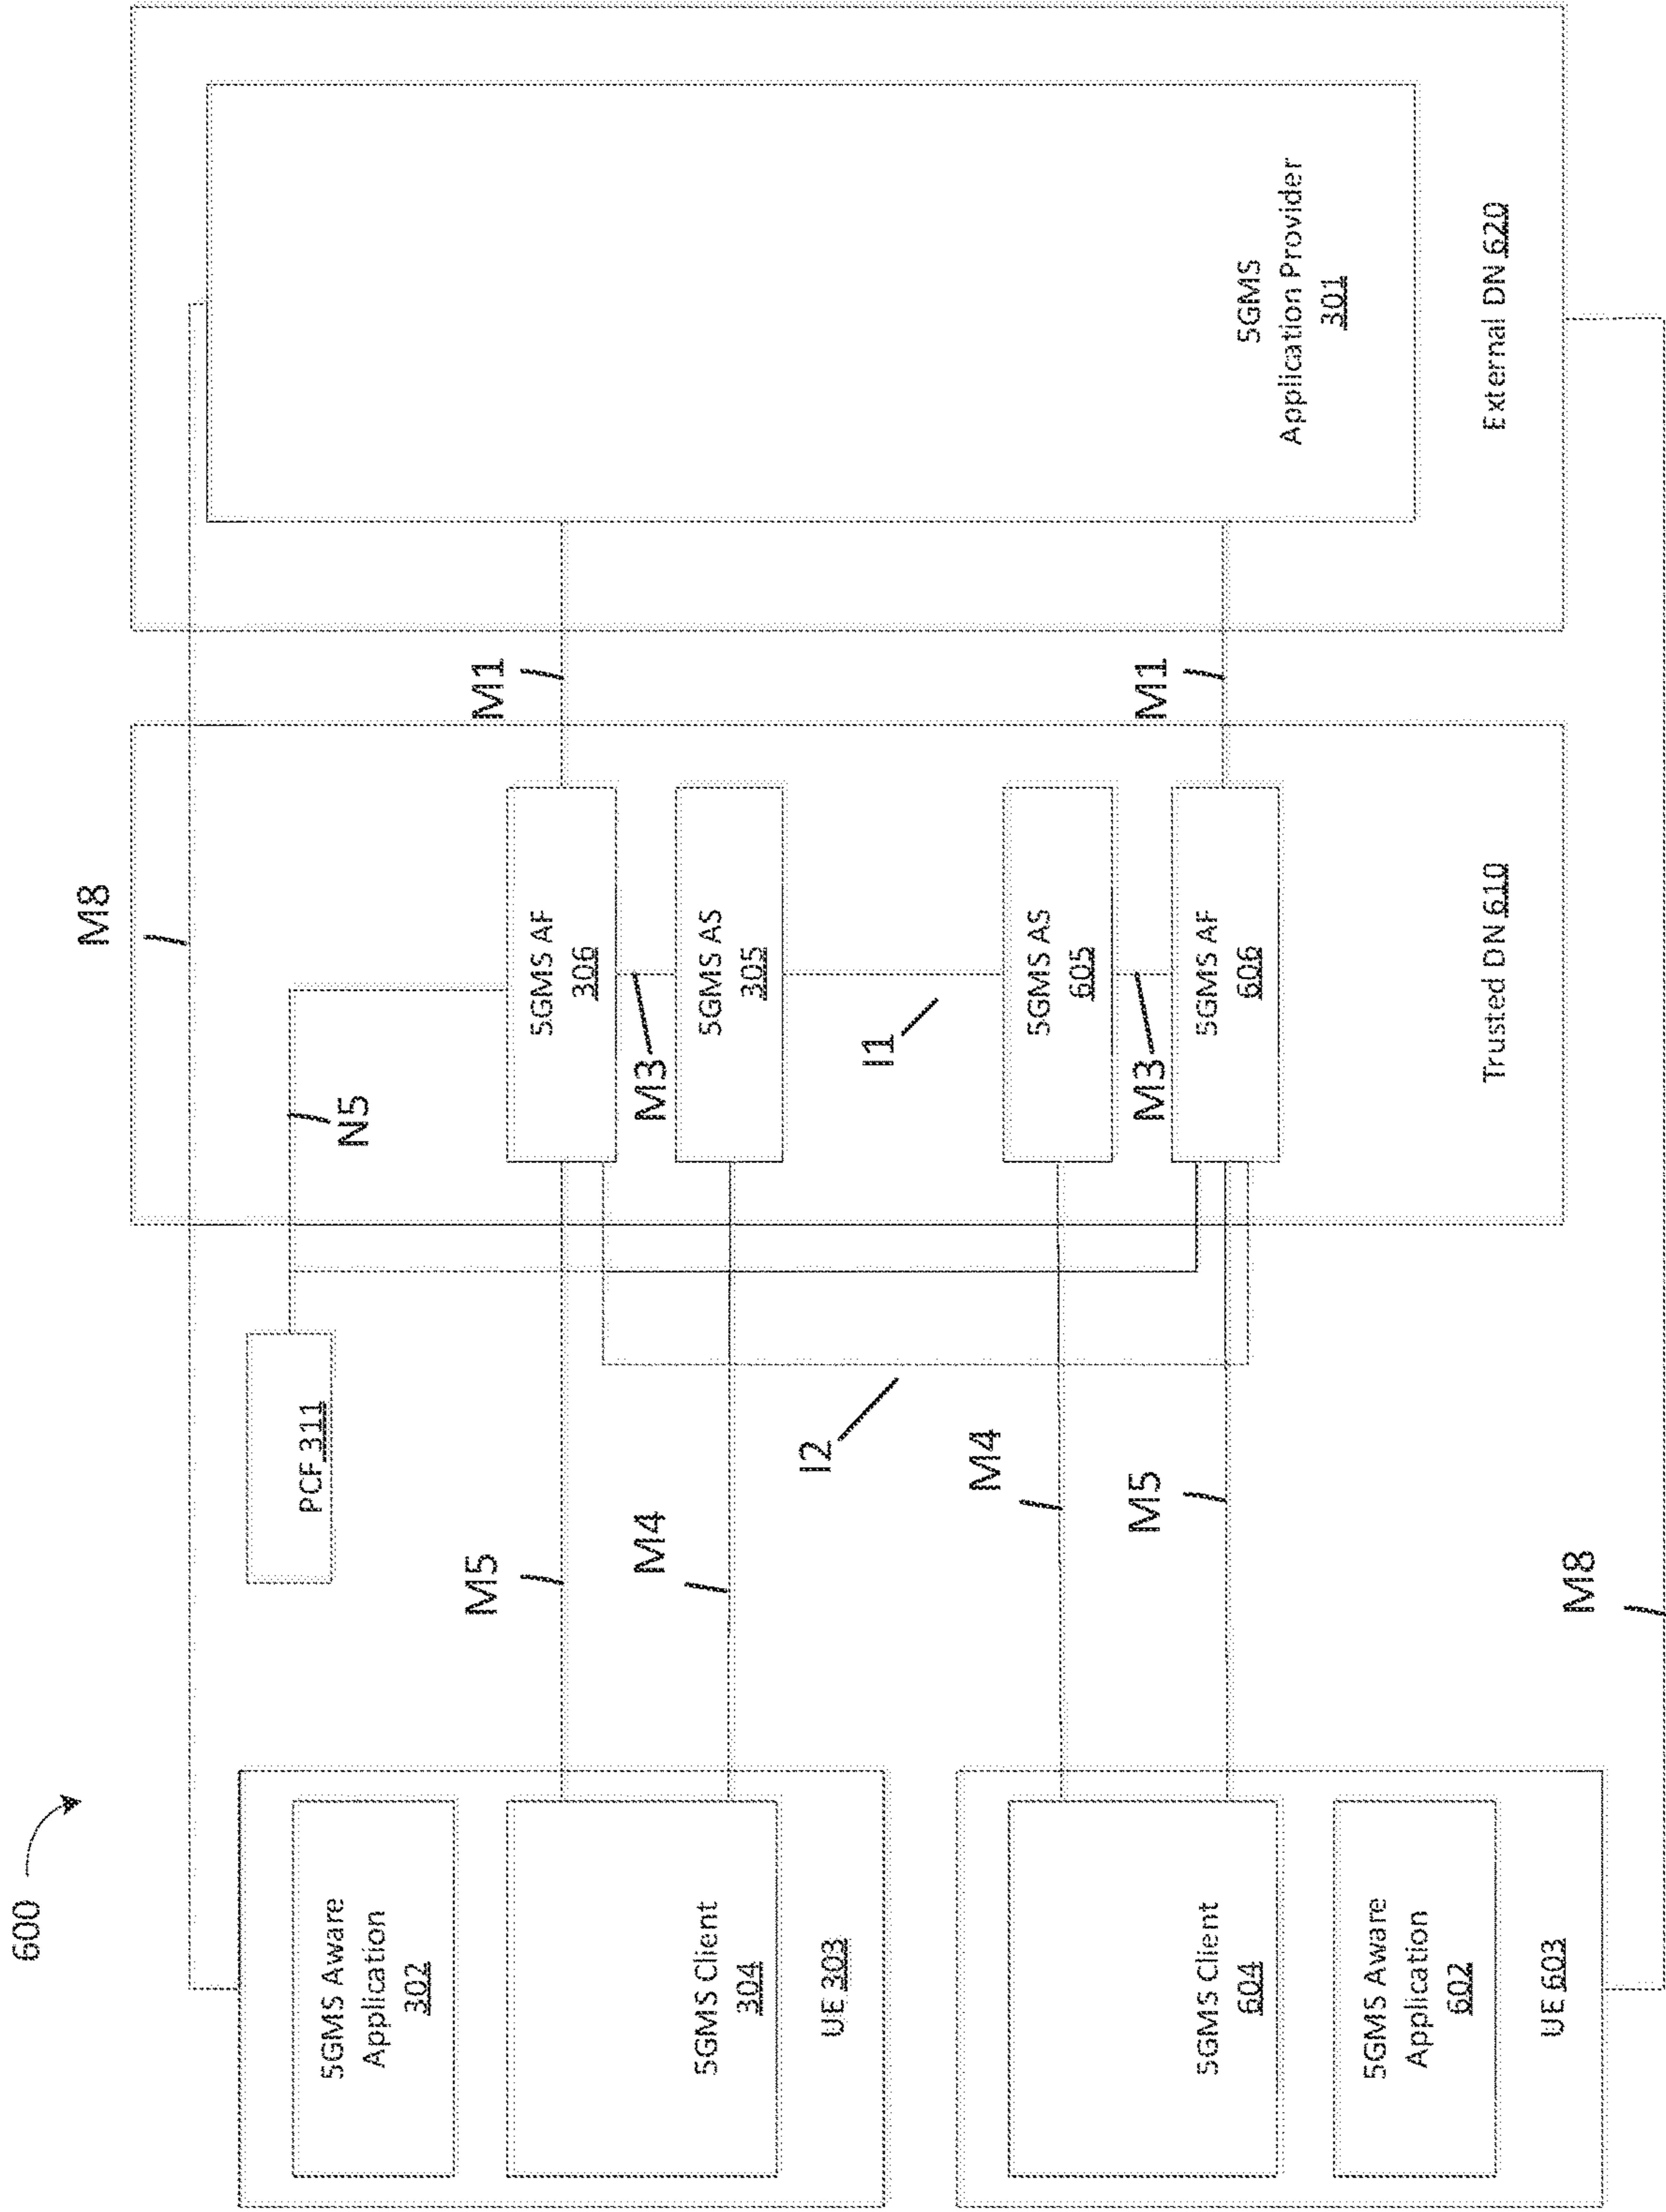 600
5GMS Aware
Application
302
5GMS Client
304
UE 303
5GMS Client
604
5GMS Aware
Application
602
UE 603
M8
PCF 311
N5
M5
M4
I2
M4
M5
M8
5GMS AF
306
M3
5GMS AS
305
I1
5GMS AS
605
M3
5GMS AF
606
Trusted DN 610
M1
M1
5GMS
Application Provider
301
External DN 620